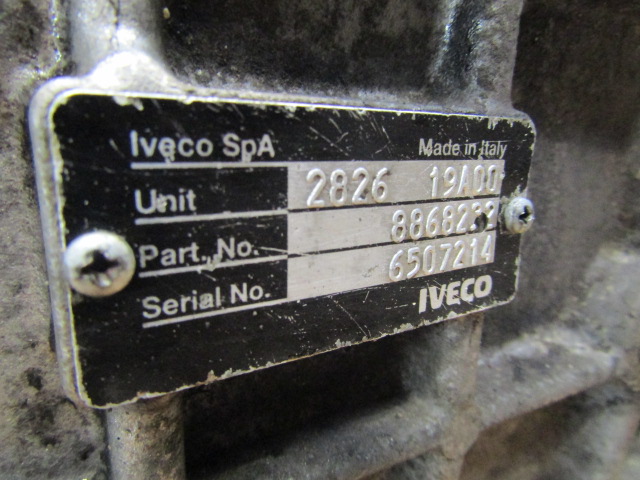 Iveco SpA Made in Italy
Unit 2826 19A00
Part. No. 8868232
Serial No. 6507214
IVECO